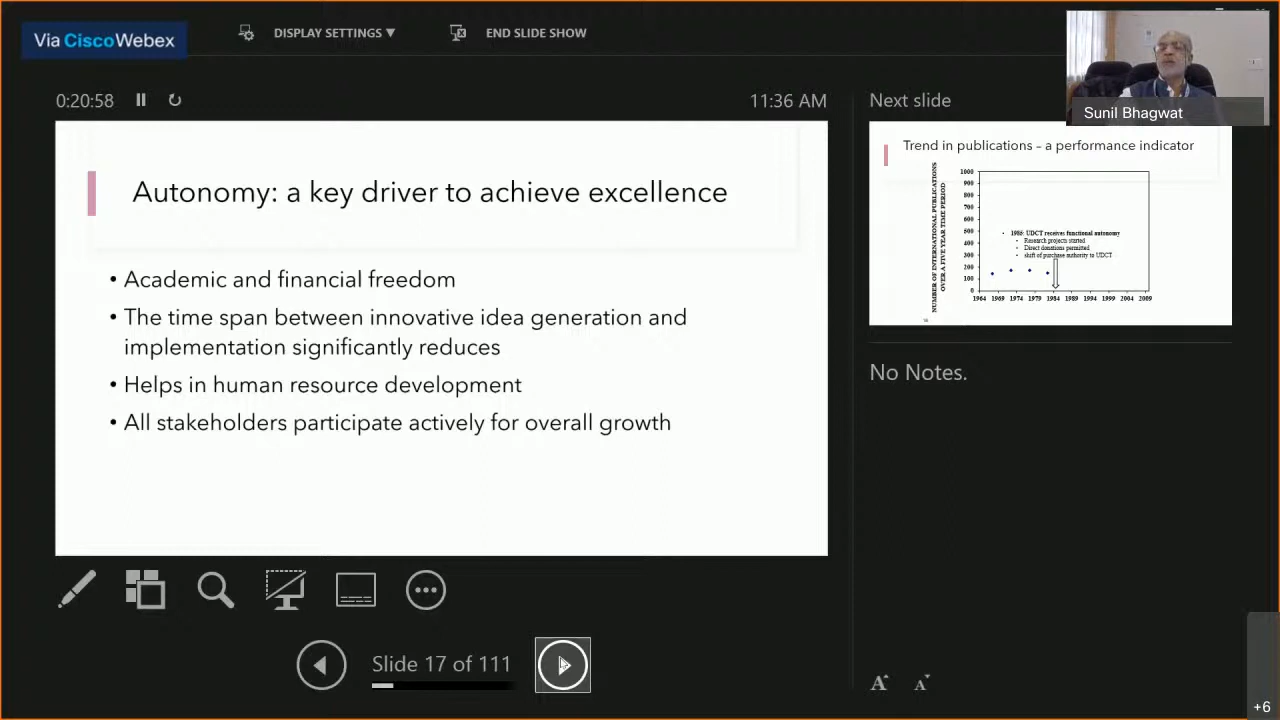 Via CiscoWebex
DISPLAY SETTINGS ▼
END SLIDE SHOW
Sunil Bhagwat
0:20:58
11:36 AM
Autonomy: a key driver to achieve excellence
• Academic and financial freedom
• The time span between innovative idea generation and
implementation significantly reduces
• Helps in human resource development
• All stakeholders participate actively for overall growth
Slide 17 of 111
Next slide
Trend in publications – a performance indicator
NUMBER OF INTERNATIONAL PUBLICATIONS
OVER A FIVE YEAR TIME PERIOD
1000
900
800
700
600
500
400
300
200
100
0
• 1986: UDCT receives functional autonomy
• Research projects started
• Direct donations permitted
• shift of purchase authority to UDCT
1964 1969 1974 1979 1984 1989 1994 1999 2004 2009
No Notes.
A A
+6